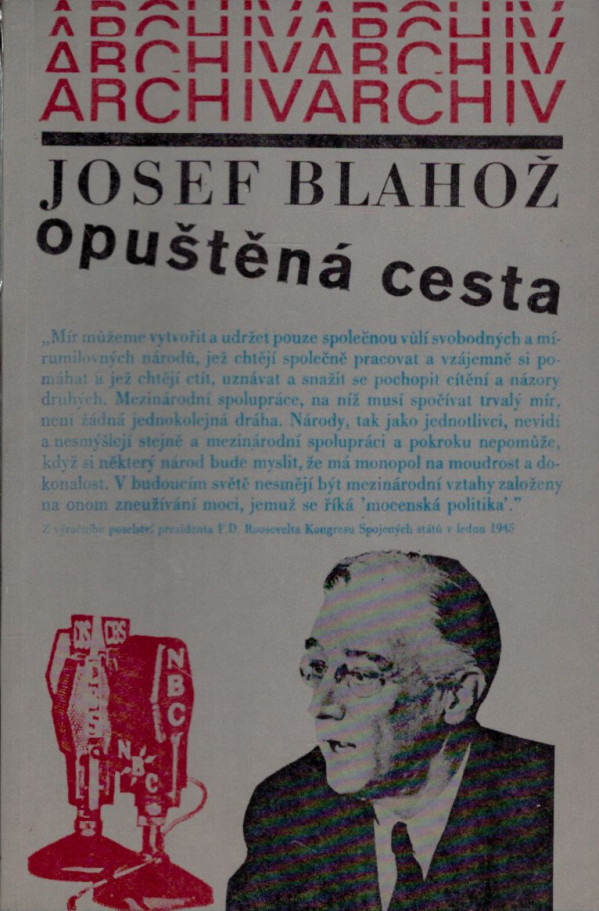 ARCHIVARCHIV
ARCHIVARCHIV
ARCHIVARCHIV
ARCHIVARCHIV
JOSEF BLAHOŽ
opuštěná cesta
„Mír můžeme vytvořit a udržet pouze společnou vůlí svobodných a mí-
rumilovných národů, jež chtějí společně pracovat a vzájemně si po-
máhat a jež chtějí ctít, uznávat a snažit se pochopit cítění a názory
druhých. Mezinárodní spolupráce, na níž musí spočívat trvalý mír,
není žádná jednokolejná dráha. Národy, tak jako jednotlivci, nevidí
a nesmýšlejí stejně a mezinárodní spolupráci a pokroku nepomůže,
když si některý národ bude myslit, že má monopol na moudrost a do-
konalost. V budoucím světě nesmějí být mezinárodní vztahy založeny
na onom zneužívání moci, jemuž se říká 'mocenská politika'.”
Z výročního poselství presidenta F.D. Roosevelta Kongresu Spojených států v lednu 1945
CBS CBS
NBC
NBC